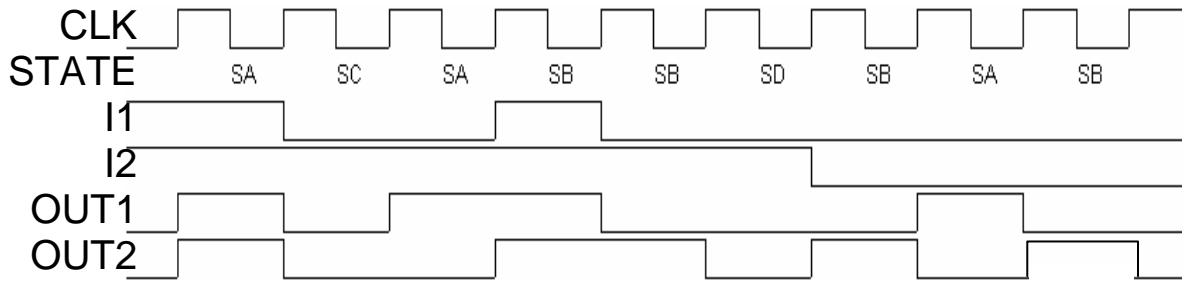 CLK
STATE SA SC SA SB SB SD SB SA SB
I1
I2
OUT1
OUT2